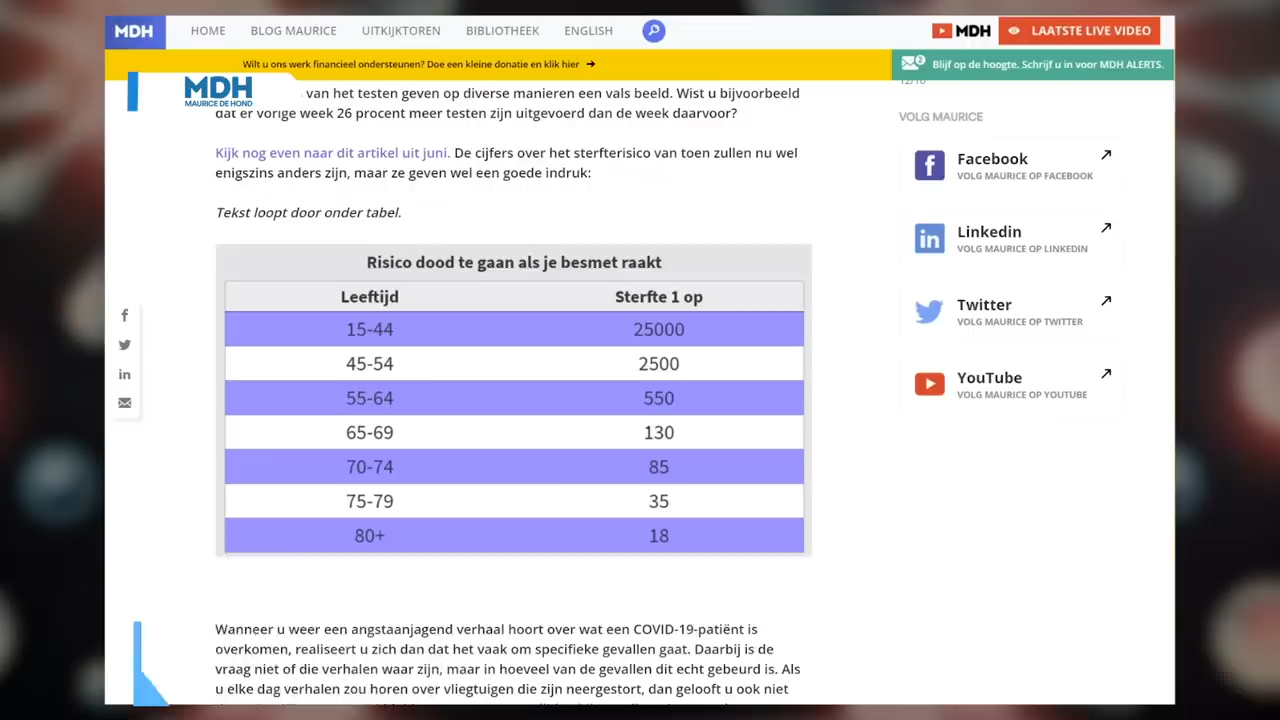 MDH
HOME
BLOG MAURICE
UITKIJKTOREN
BIBLIOTHEEK
ENGLISH
MDH
LAATSTE LIVE VIDEO
Wilt u ons werk financieel ondersteunen? Doe een kleine donatie en klik hier →
2
Blijf op de hoogte. Schrijf u in voor MDH ALERTS.
MDH
MAURICE DE HOND
van het testen geven op diverse manieren een vals beeld. Wist u bijvoorbeeld
dat er vorige week 26 procent meer testen zijn uitgevoerd dan de week daarvoor?
Kijk nog even naar dit artikel uit juni. De cijfers over het sterfterisico van toen zullen nu wel
enigszins anders zijn, maar ze geven wel een goede indruk:
Tekst loopt door onder tabel.
Risico dood te gaan als je besmet raakt
Leeftijd Sterfte 1 op
15-44 25000
45-54 2500
55-64 550
65-69 130
70-74 85
75-79 35
80+ 18
Wanneer u weer een angstaanjagend verhaal hoort over wat een COVID-19-patiënt is
overkomen, realiseert u zich dan dat het vaak om specifieke gevallen gaat. Daarbij is de
vraag niet of die verhalen waar zijn, maar in hoeveel van de gevallen dit echt gebeurd is. Als
u elke dag verhalen zou horen over vliegtuigen die zijn neergestort, dan gelooft u ook niet
VOLG MAURICE
Facebook
VOLG MAURICE OP FACEBOOK
Linkedin
VOLG MAURICE OP LINKEDIN
Twitter
VOLG MAURICE OP TWITTER
YouTube
VOLG MAURICE OP YOUTUBE